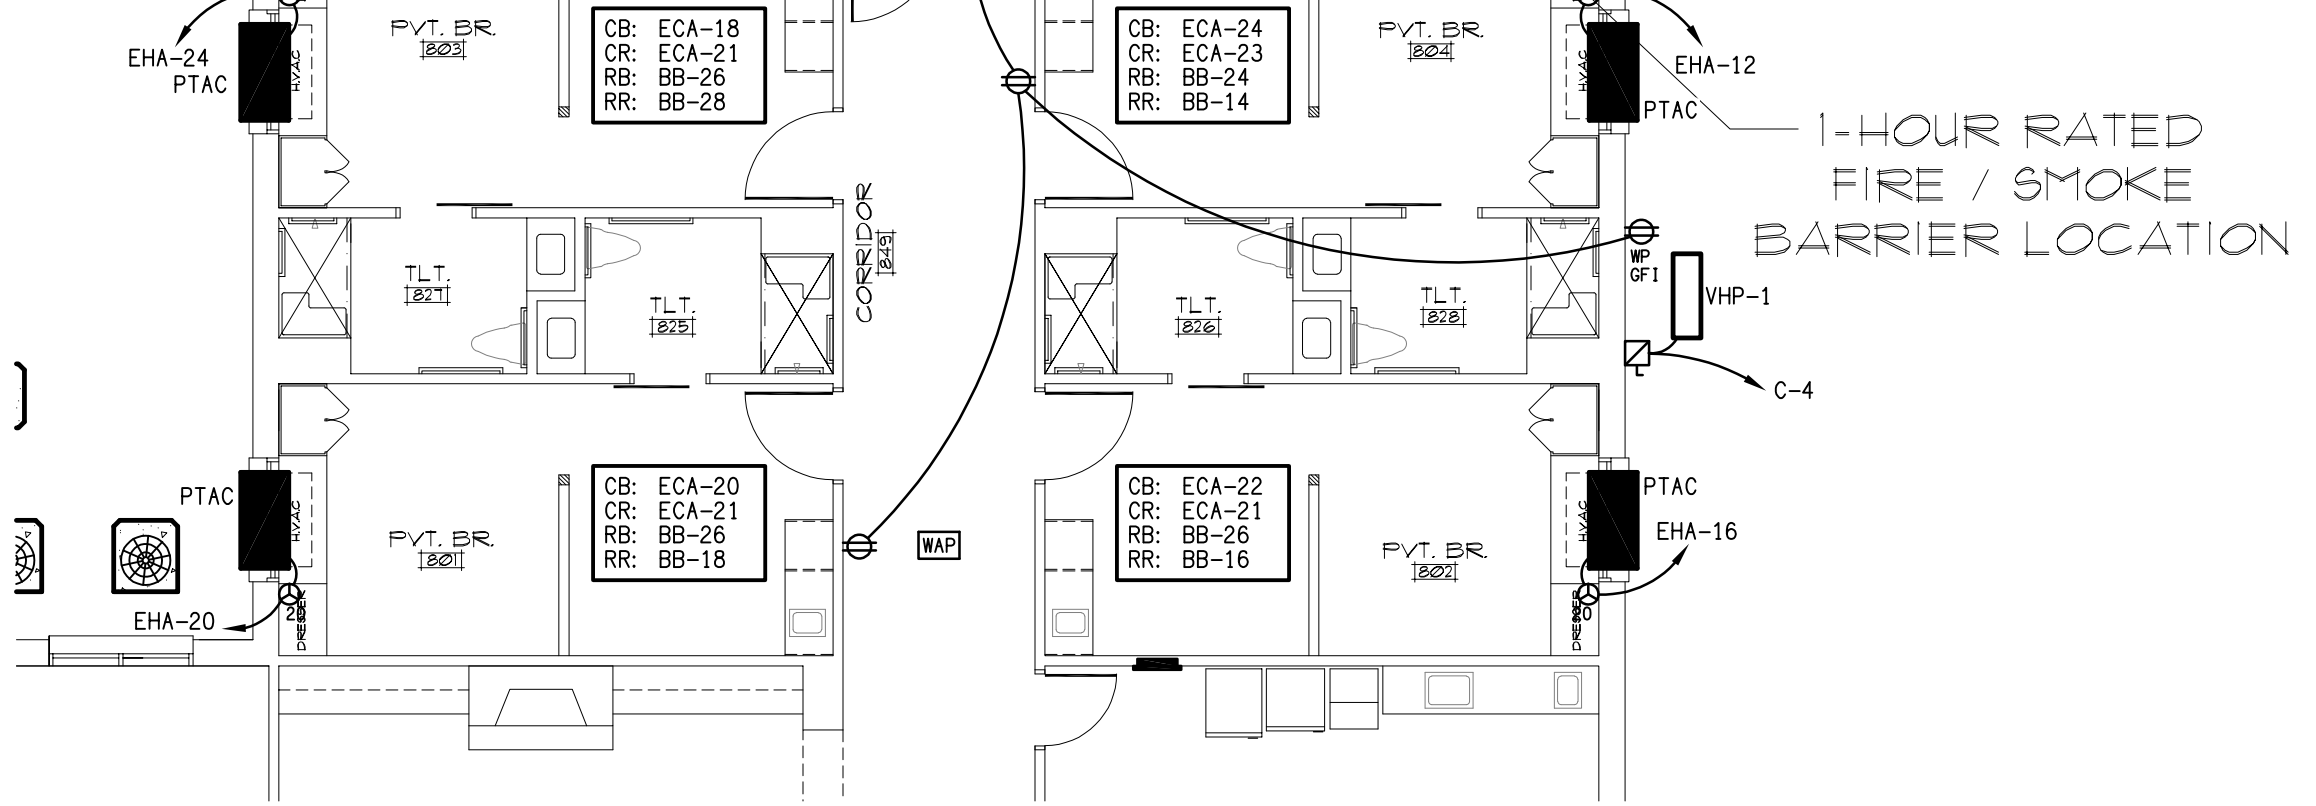 EHA-24
PTAC
H.V.A.C
PVT. BR.
803
CB: ECA-18
CR: ECA-21
RB: BB-26
RR: BB-28
CB: ECA-24
CR: ECA-23
RB: BB-24
RR: BB-14
PVT. BR.
804
H.V.A.C
EHA-12
PTAC
1-HOUR RATED
FIRE / SMOKE
BARRIER LOCATION
CORRIDOR
849
TLT.
827
TLT.
825
TLT.
826
TLT.
828
WP
GFI
VHP-1
L
C-4
PTAC
H.V.A.C
PVT. BR.
801
CB: ECA-20
CR: ECA-21
RB: BB-26
RR: BB-18
WAP
CB: ECA-22
CR: ECA-21
RB: BB-26
RR: BB-16
PVT. BR.
802
H.V.A.C
PTAC
EHA-16
EHA-20
DRESSER
DRESSER